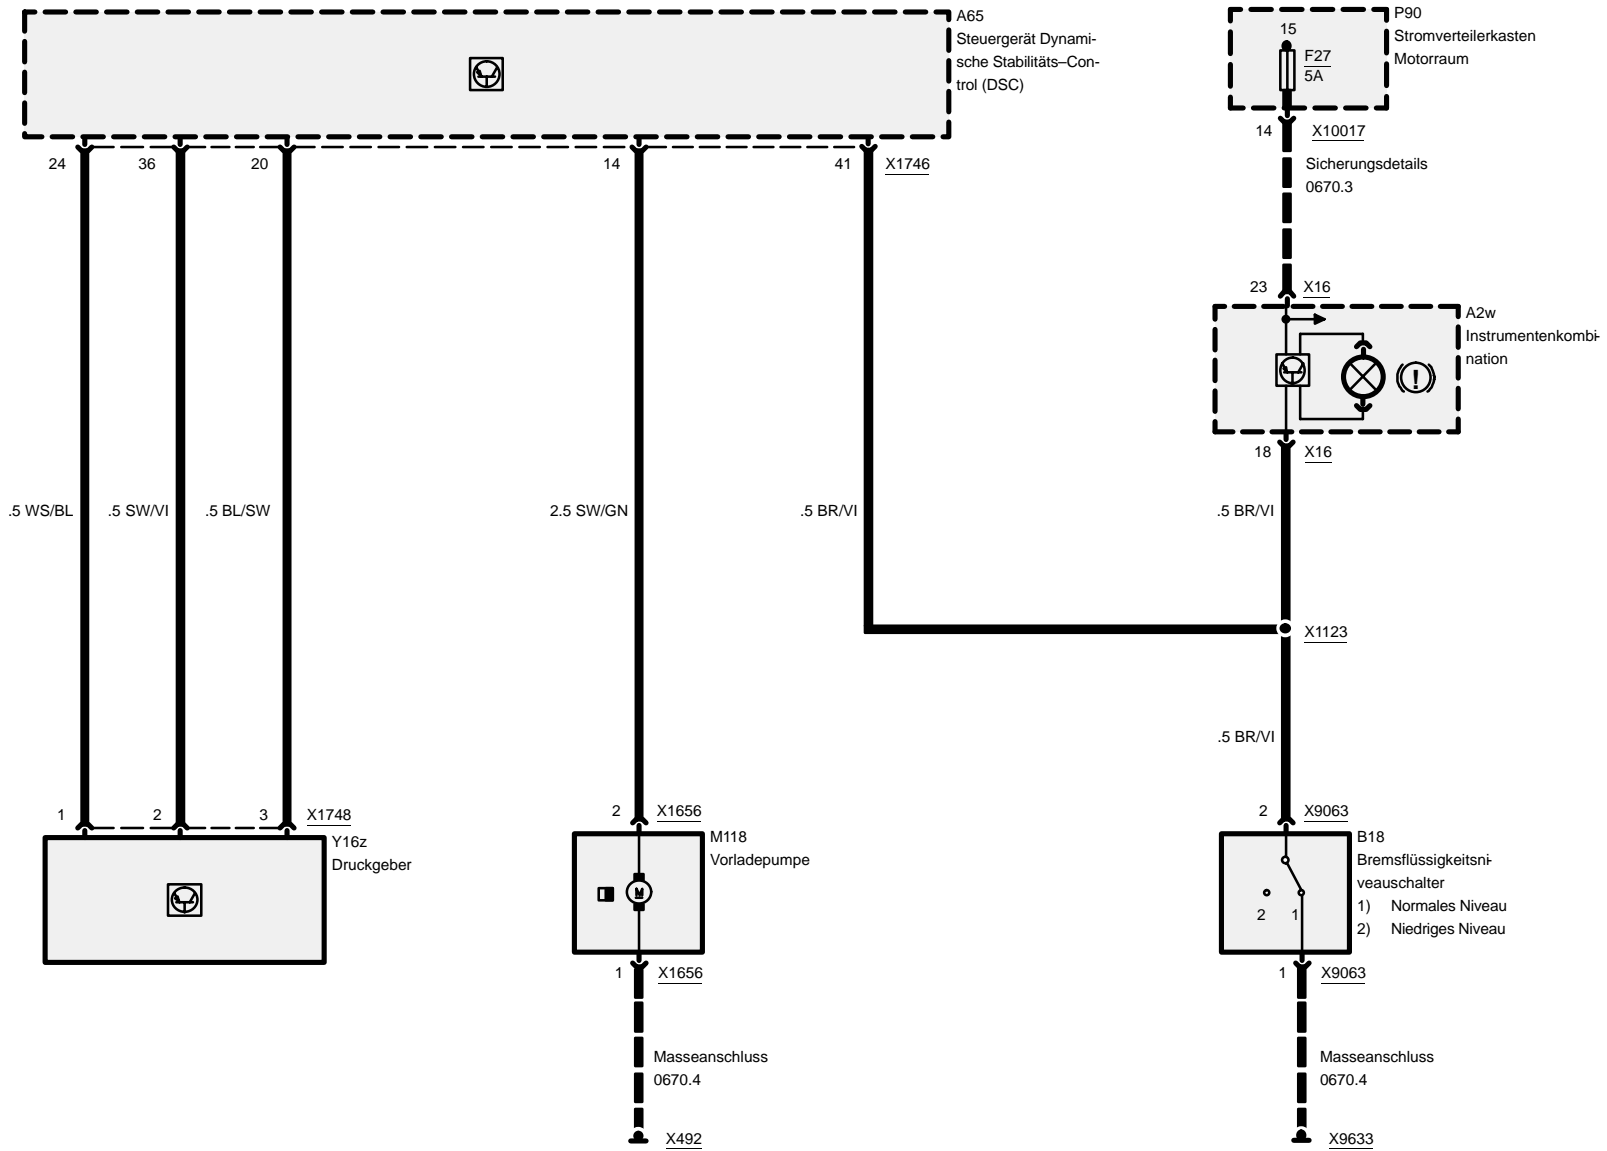 A65
Steuergerät Dynami-
sche Stabilitäts–Con-
trol (DSC)
P90
Stromverteilerkasten
Motorraum
15
F27
5A
24
36
20
14
41
X1746
14
X10017
Sicherungsdetails
0670.3
23
X16
A2w
Instrumentenkombi-
nation
!
18
X16
.5 WS/BL
.5 SW/VI
.5 BL/SW
2.5 SW/GN
.5 BR/VI
.5 BR/VI
X1123
.5 BR/VI
1
2
3
X1748
Y16z
Druckgeber
2
X1656
M118
Vorladepumpe
M
2
X9063
B18
Bremsflüssigkeitsni-
veauschalter
1) Normales Niveau
2) Niedriges Niveau
2
1
1
X1656
1
X9063
Masseanschluss
0670.4
Masseanschluss
0670.4
X492
X9633